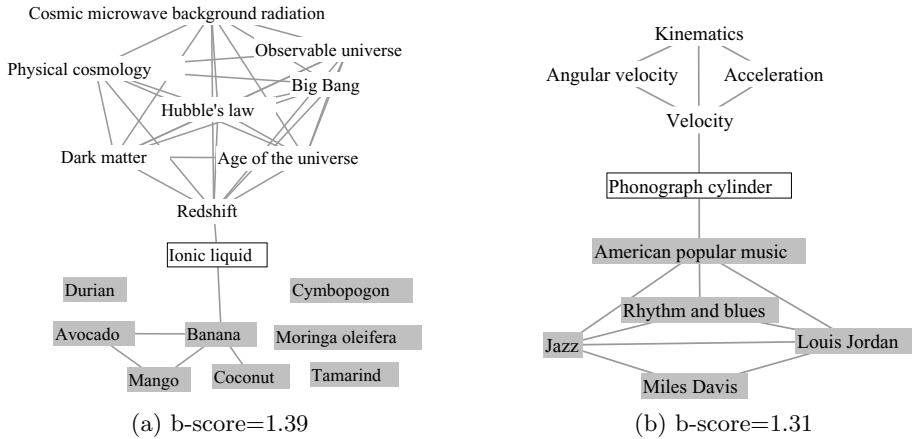 Cosmic microwave background radiation
Observable universe
Physical cosmology
Big Bang
Hubble's law
Dark matter
Age of the universe
Redshift
Ionic liquid
Durian
Cymbopogon
Avocado
Banana
Moringa oleifera
Mango
Coconut
Tamarind
(a) b-score=1.39
Kinematics
Angular velocity
Acceleration
Velocity
Phonograph cylinder
American popular music
Rhythm and blues
Jazz
Louis Jordan
Miles Davis
(b) b-score=1.31